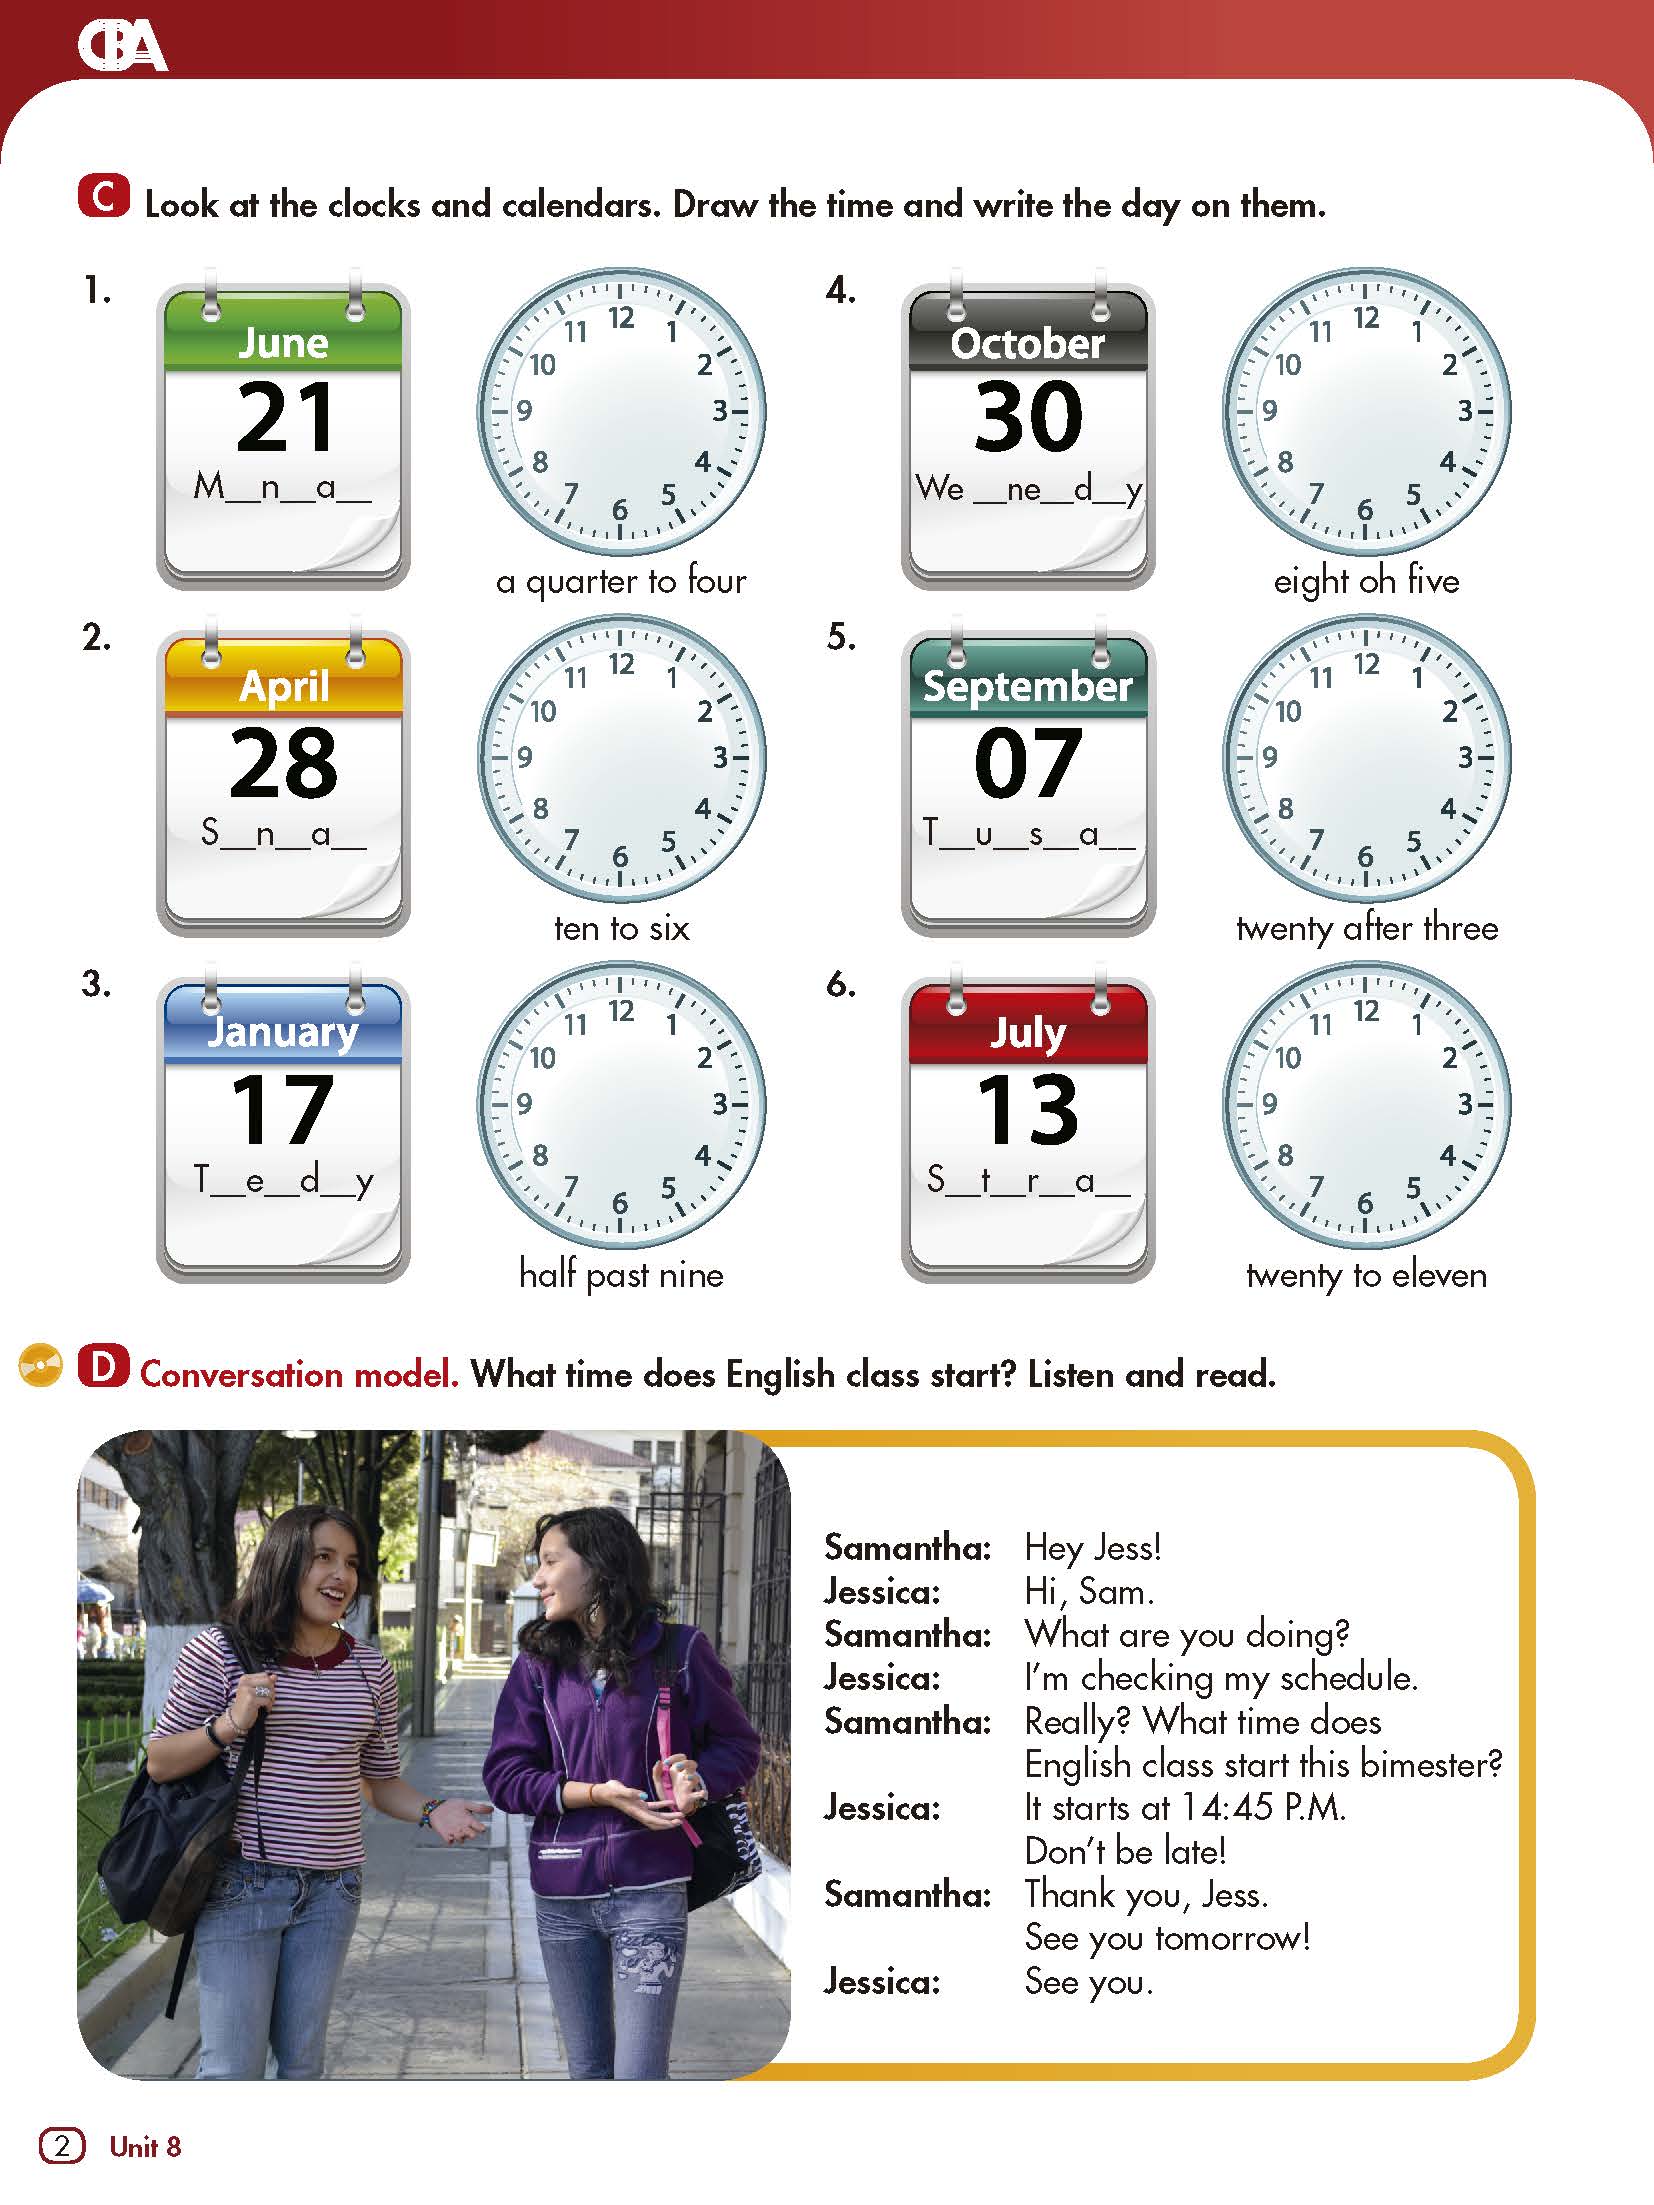 CBA
C Look at the clocks and calendars. Draw the time and write the day on them.
1.
June
21
M__n__a__
12
1
2
3
4
5
6
7
8
9
10
11
a quarter to four
2.
April
28
S__n__a__
12
1
2
3
4
5
6
7
8
9
10
11
ten to six
3.
January
17
T__e__d__y
12
1
2
3
4
5
6
7
8
9
10
11
half past nine
4.
October
30
We __ne__d__y
12
1
2
3
4
5
6
7
8
9
10
11
eight oh five
5.
September
07
T__u__s__a__
12
1
2
3
4
5
6
7
8
9
10
11
twenty after three
6.
July
13
S__t__r__a__
12
1
2
3
4
5
6
7
8
9
10
11
twenty to eleven
D Conversation model. What time does English class start? Listen and read.
Samantha: Hey Jess!
Jessica: Hi, Sam.
Samantha: What are you doing?
Jessica: I'm checking my schedule.
Samantha: Really? What time does
English class start this bimester?
Jessica: It starts at 14:45 P.M.
Don't be late!
Samantha: Thank you, Jess.
See you tomorrow!
Jessica: See you.
2 Unit 8